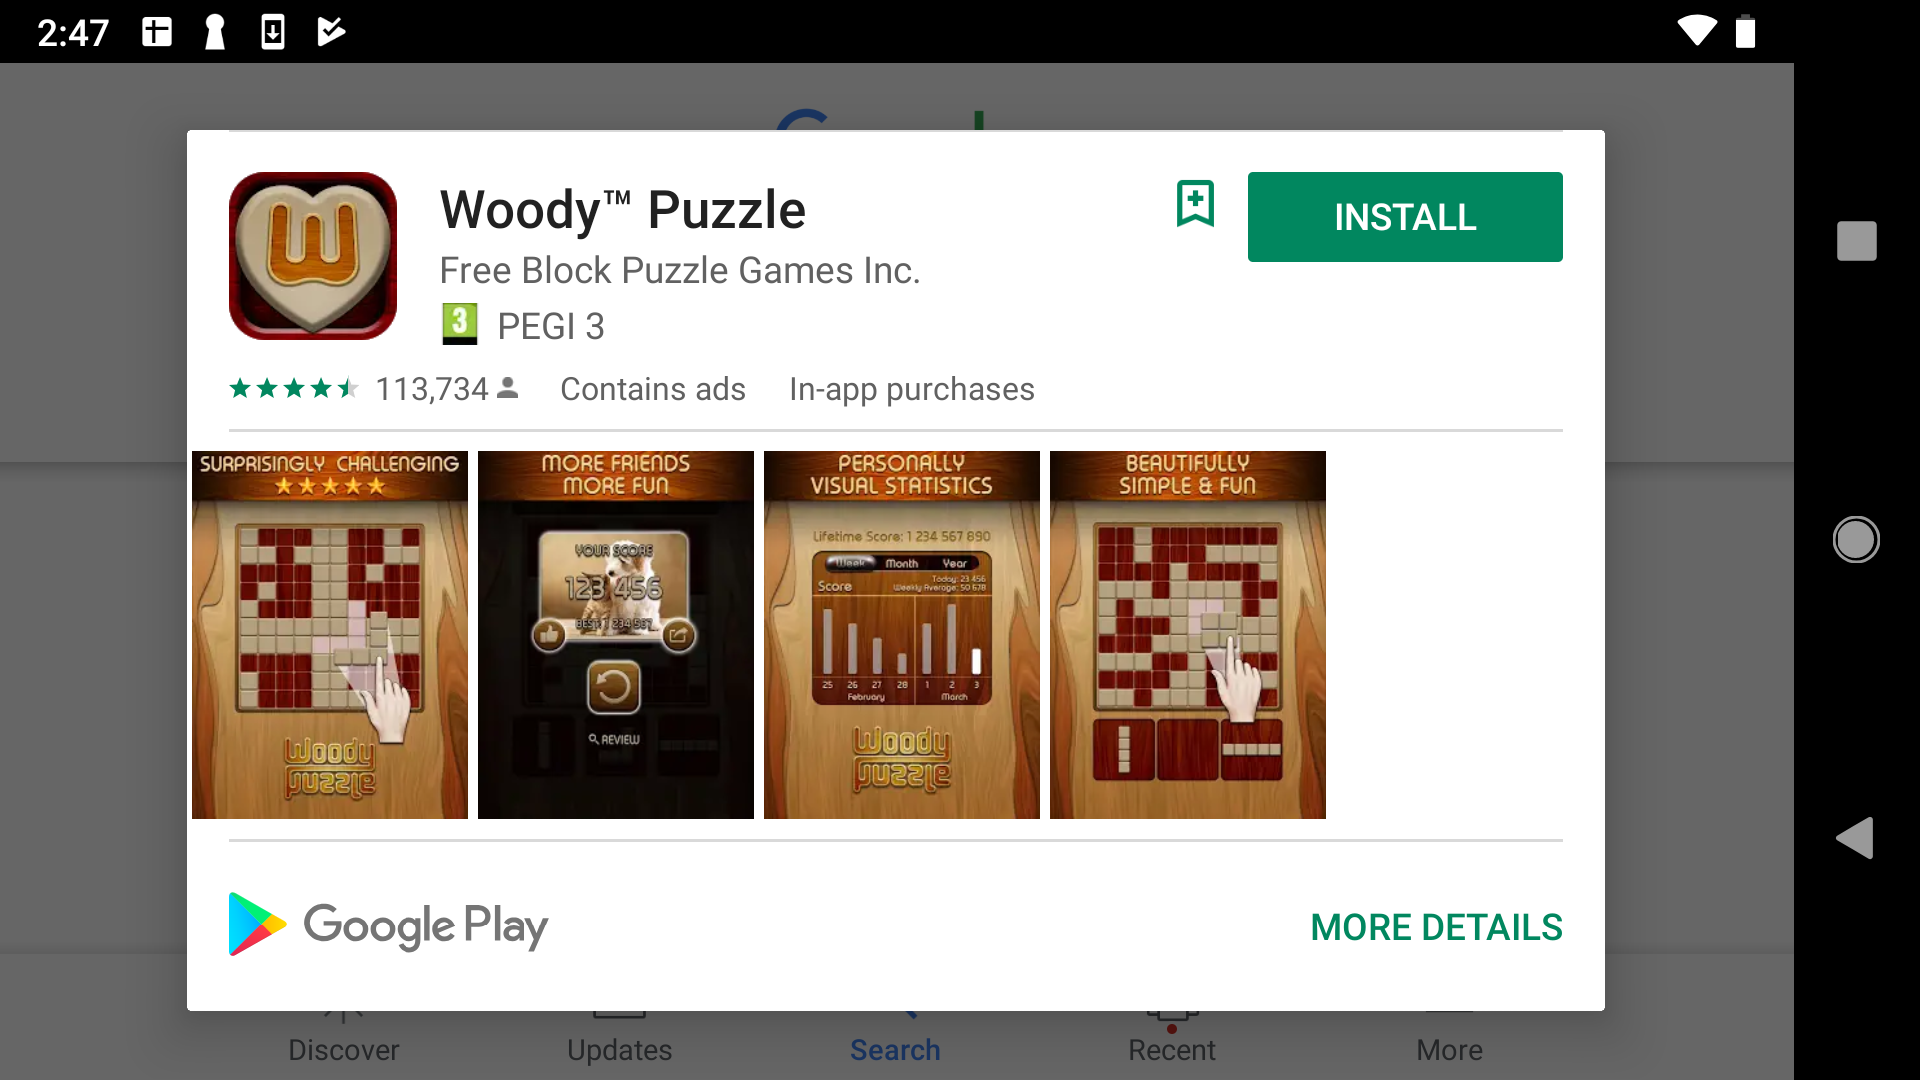 2:47
Woody™ Puzzle
INSTALL
Free Block Puzzle Games Inc.
3 PEGI 3
113,734 Contains ads In-app purchases
SURPRISINGLY CHALLENGING
Woody
Puzzle
MORE FRIENDS
MORE FUN
YOUR SCORE
123 456
BEST: 1 234 567
REVIEW
PERSONALLY
VISUAL STATISTICS
Lifetime Score: 1 234 567 890
Week Month Year
Today: 23 456
Score Weekly Average: 50 678
25 26 27 28 1 2 3
February March
Woody
Puzzle
BEAUTIFULLY
SIMPLE & FUN
Google Play
MORE DETAILS
Discover Updates Search Recent More